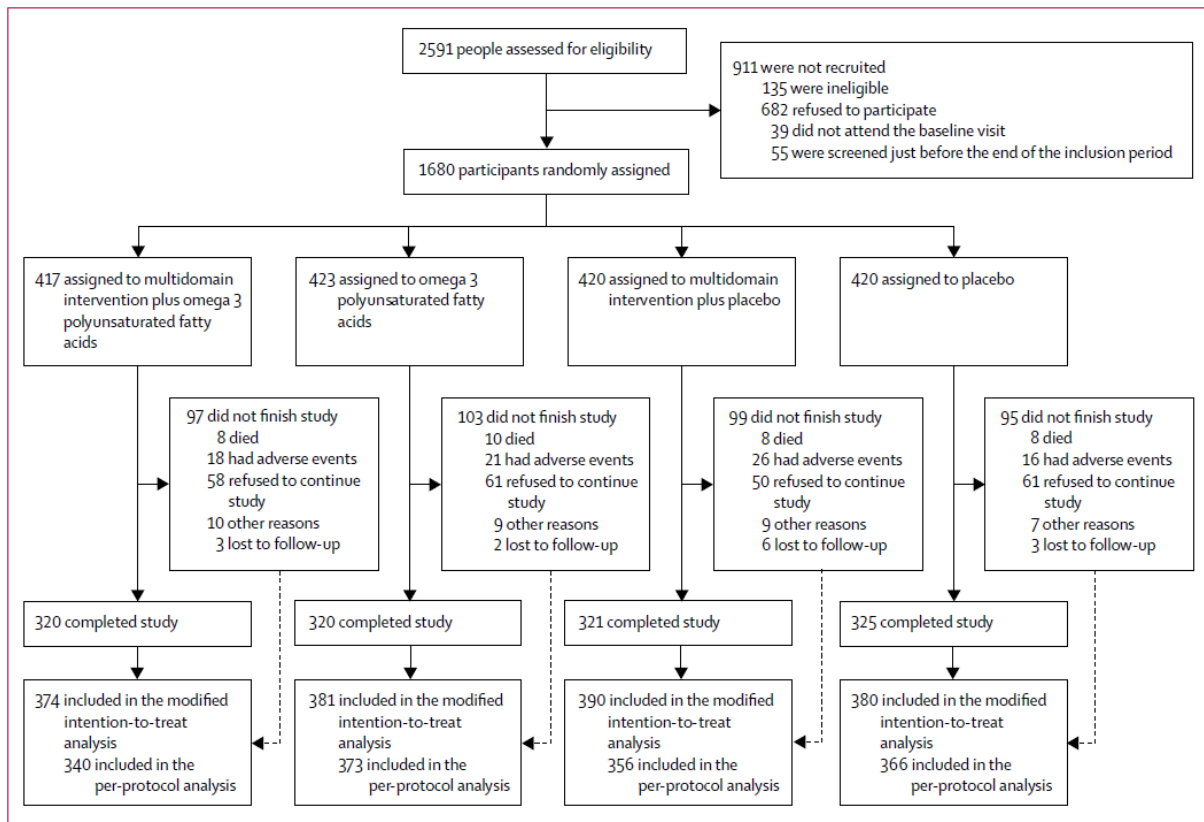 2591 people assessed for eligibility
911 were not recruited
135 were ineligible
682 refused to participate
39 did not attend the baseline visit
55 were screened just before the end of the inclusion period
1680 participants randomly assigned
417 assigned to multidomain
intervention plus omega 3
polyunsaturated fatty
acids
423 assigned to omega 3
polyunsaturated fatty
acids
420 assigned to multidomain
intervention plus placebo
420 assigned to placebo
97 did not finish study
8 died
18 had adverse events
58 refused to continue
study
10 other reasons
3 lost to follow-up
103 did not finish study
10 died
21 had adverse events
61 refused to continue
study
9 other reasons
2 lost to follow-up
99 did not finish study
8 died
26 had adverse events
50 refused to continue
study
9 other reasons
6 lost to follow-up
95 did not finish study
8 died
16 had adverse events
61 refused to continue
study
7 other reasons
3 lost to follow-up
320 completed study
320 completed study
321 completed study
325 completed study
374 included in the modified
intention-to-treat
analysis
340 included in the
per-protocol analysis
381 included in the modified
intention-to-treat
analysis
373 included in the
per-protocol analysis
390 included in the modified
intention-to-treat
analysis
356 included in the
per-protocol analysis
380 included in the modified
intention-to-treat
analysis
366 included in the
per-protocol analysis